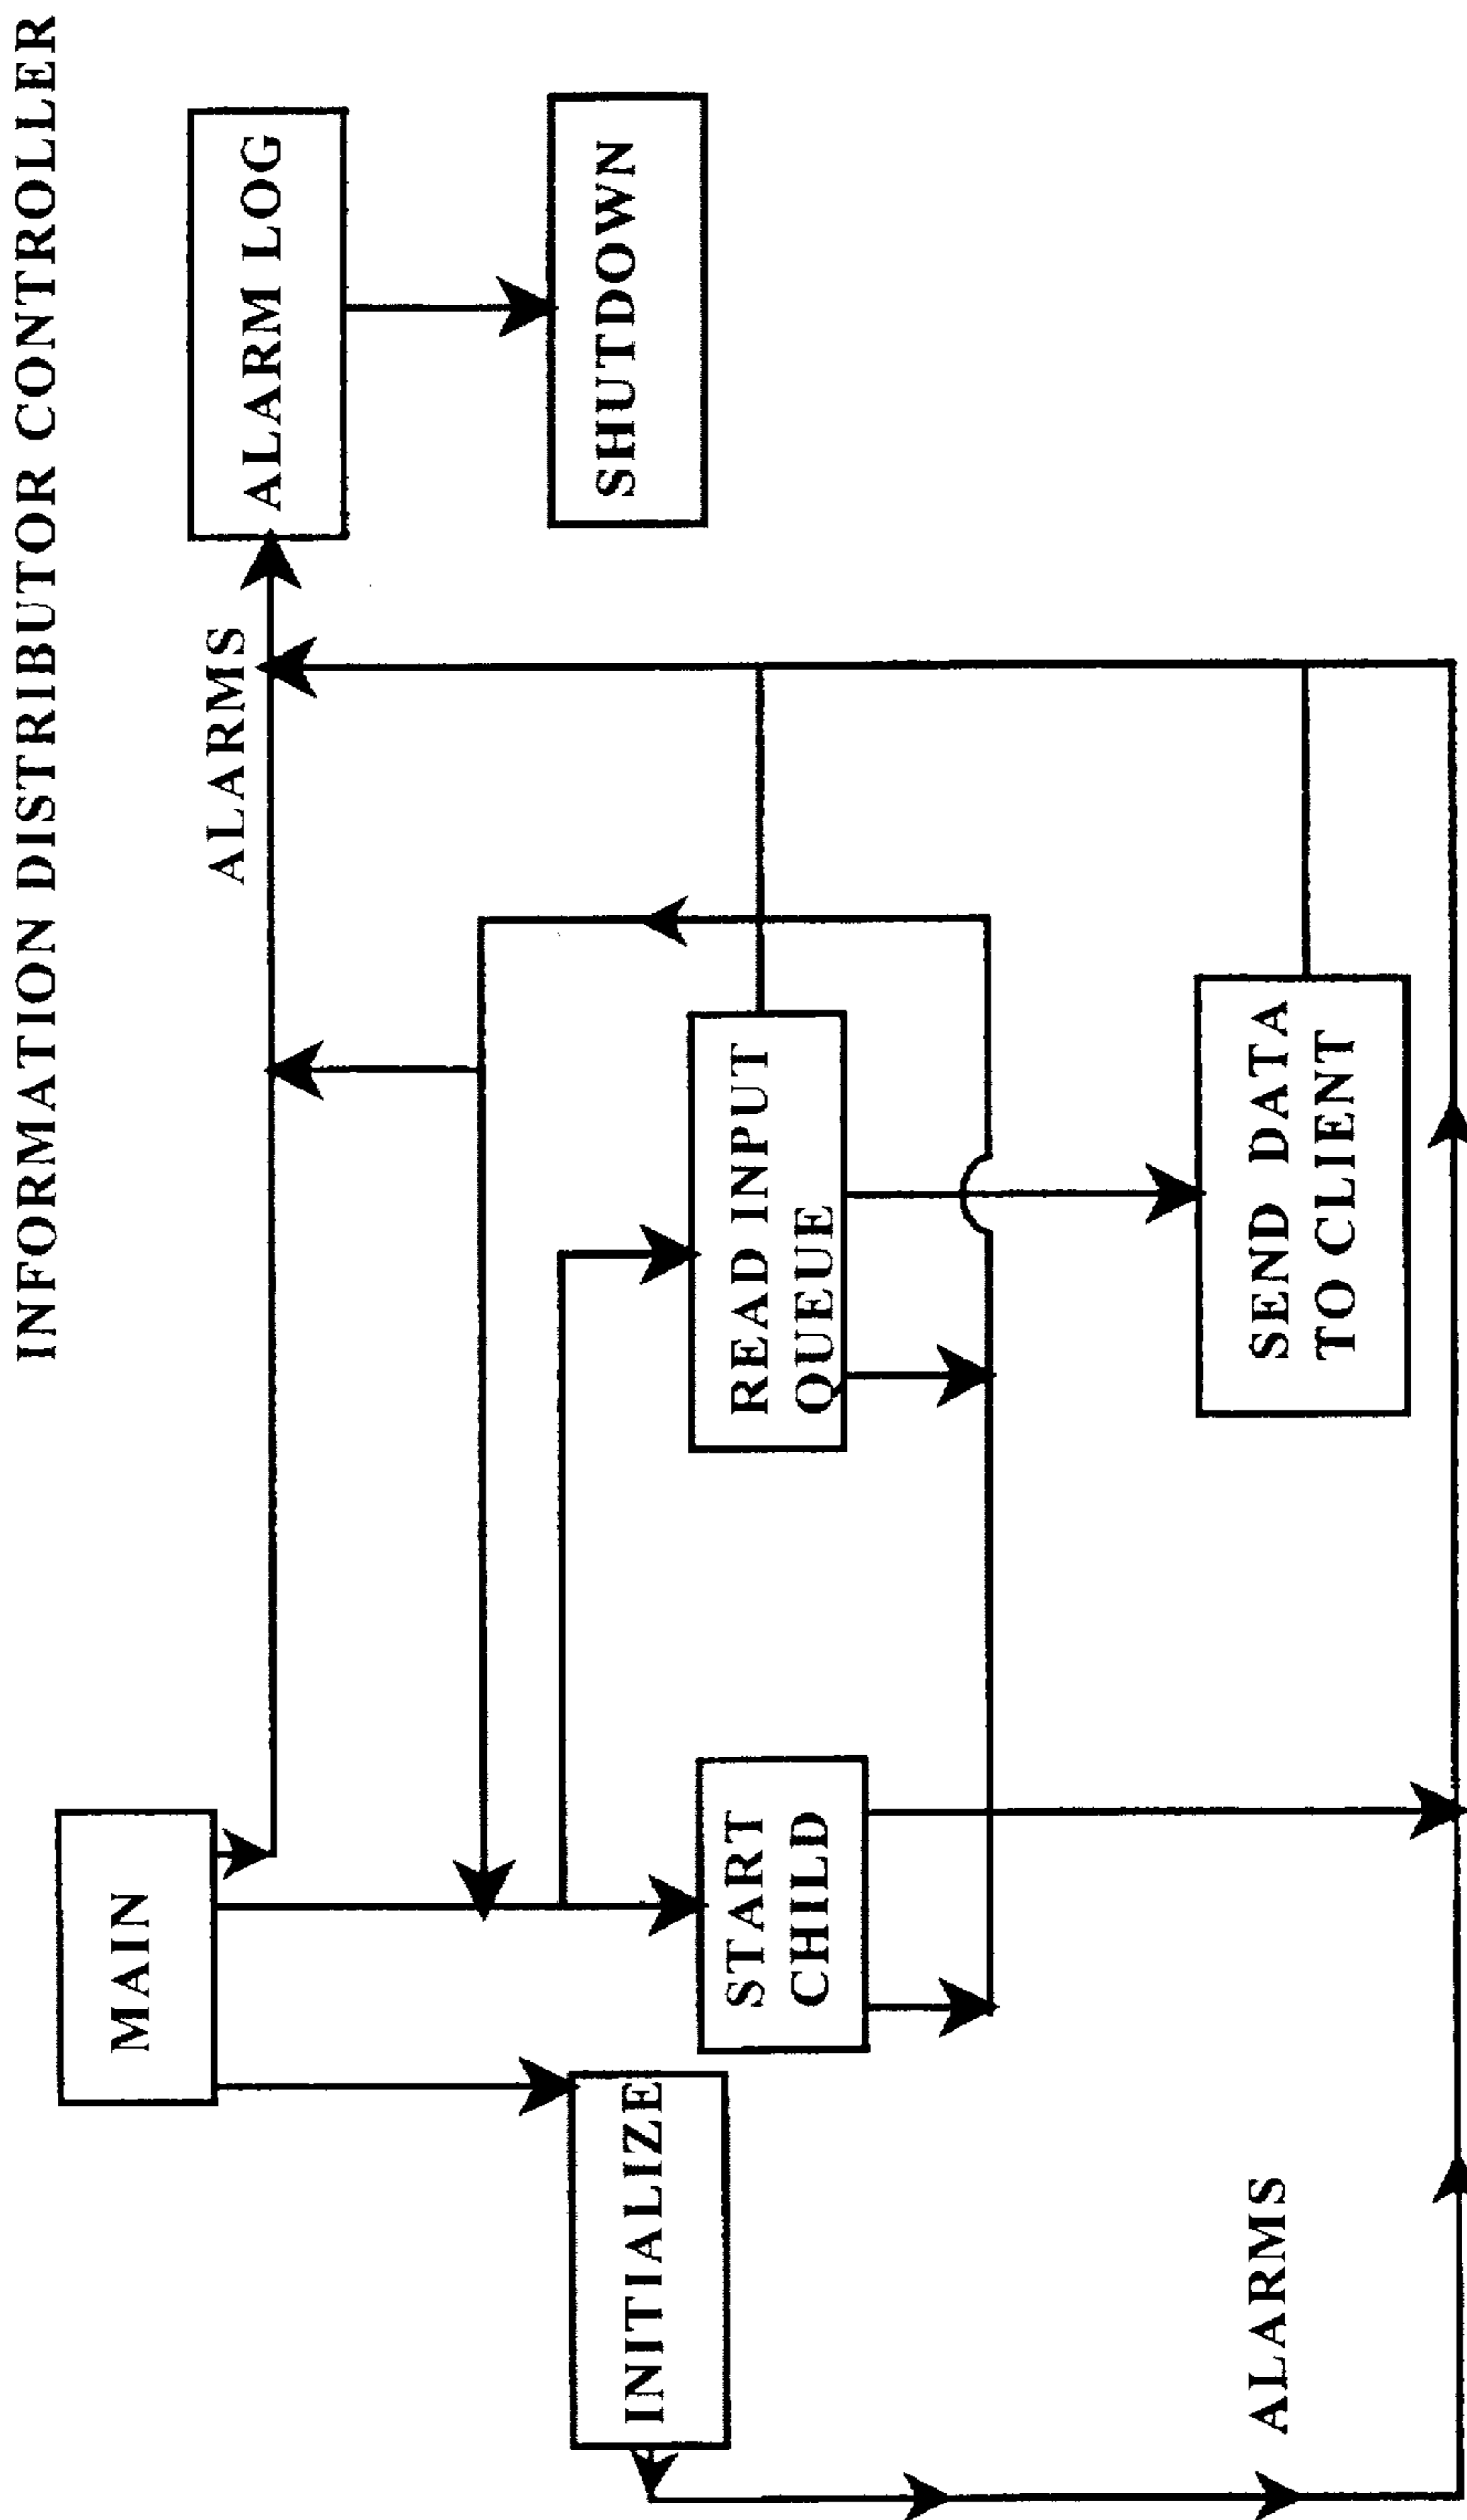 INFORMATION DISTRIBUTOR CONTROLLER
MAIN
ALARMS
ALARM LOG
INITIALIZE
START
CHILD
READ INPUT
QUEUE
SHUTDOWN
ALARMS
SEND DATA
TO CLIENT